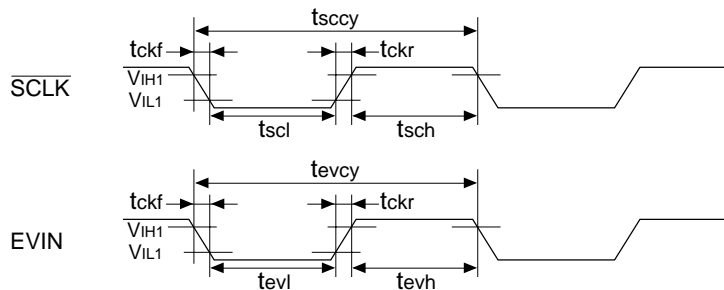 tsccy
tckf tckr
VIH1
SCLK
VIL1
tscl tsch
tevcy
tckf tckr
VIH1
EVIN
VIL1
tevl tevh